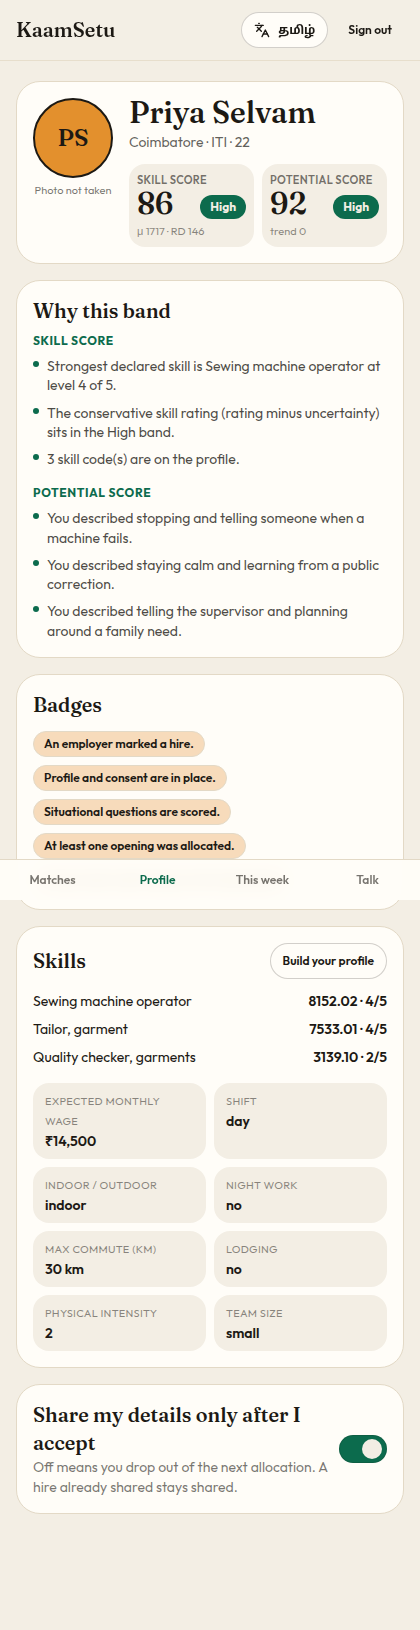 KaamSetu
தமிழ்
Sign out
PS
Photo not taken
Priya Selvam
Coimbatore · ITI · 22
SKILL SCORE
86
High
μ 1717 · RD 146
POTENTIAL SCORE
92
High
trend 0
Why this band
SKILL SCORE
Strongest declared skill is Sewing machine operator at
level 4 of 5.
The conservative skill rating (rating minus uncertainty)
sits in the High band.
3 skill code(s) are on the profile.
POTENTIAL SCORE
You described stopping and telling someone when a
machine fails.
You described staying calm and learning from a public
correction.
You described telling the supervisor and planning
around a family need.
Badges
An employer marked a hire.
Profile and consent are in place.
Situational questions are scored.
At least one opening was allocated.
Matches
Profile
This week
Talk
Skills
Build your profile
Sewing machine operator
8152.02 · 4/5
Tailor, garment
7533.01 · 4/5
Quality checker, garments
3139.10 · 2/5
EXPECTED MONTHLY
WAGE
₹14,500
SHIFT
day
INDOOR / OUTDOOR
indoor
NIGHT WORK
no
MAX COMMUTE (KM)
30 km
LODGING
no
PHYSICAL INTENSITY
2
TEAM SIZE
small
Share my details only after I
accept
Off means you drop out of the next allocation. A
hire already shared stays shared.